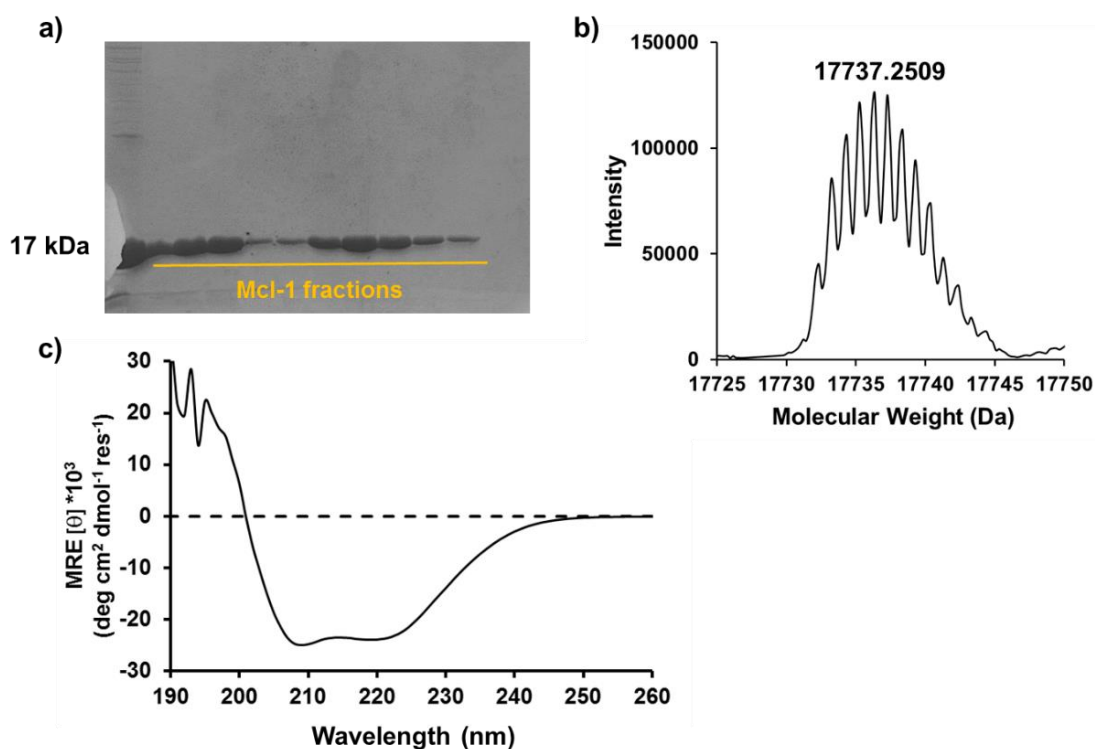 a)
17 kDa
Mcl-1 fractions
b)
17737.2509
150000
100000
50000
0
Intensity
17725 17730 17735 17740 17745 17750
Molecular Weight (Da)
c)
30
20
10
0
-10
-20
-30
MRE [θ] *10³
(deg cm² dmol⁻¹ res⁻¹)
190 200 210 220 230 240 250 260
Wavelength (nm)